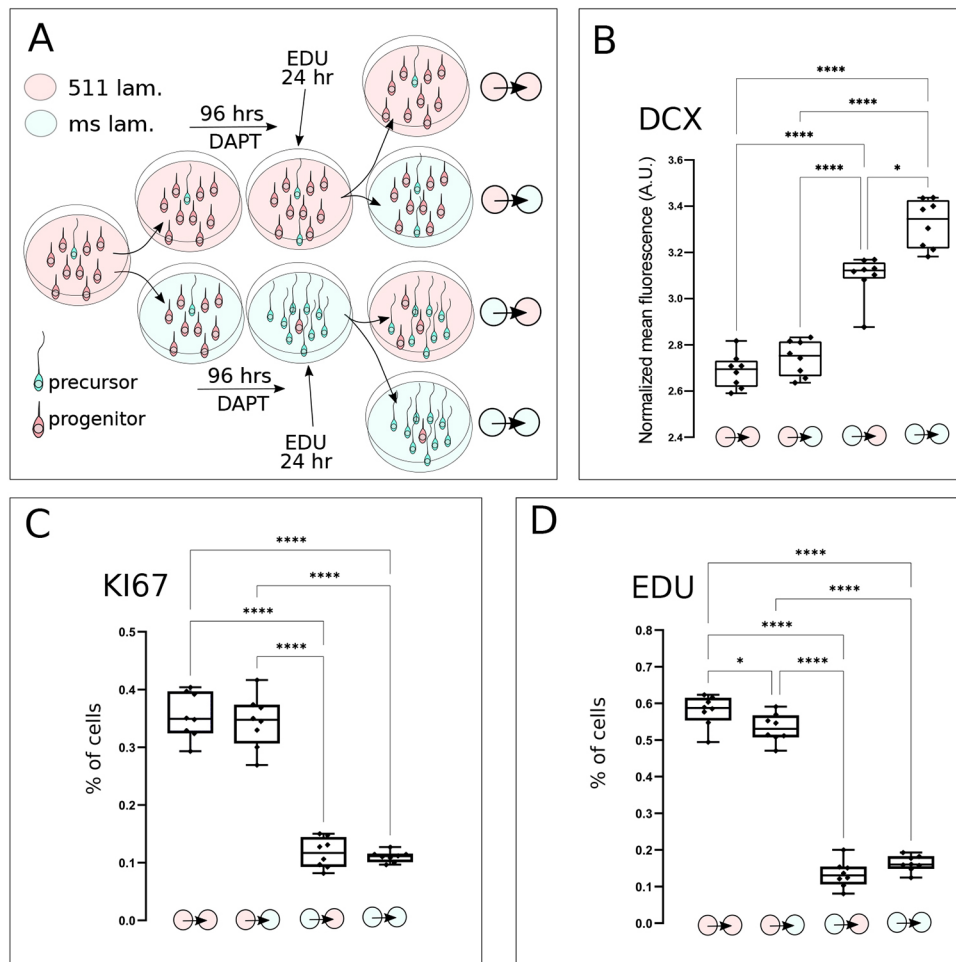 A
511 lam.
ms lam.
96 hrs
DAPT
EDU
24 hr
precursor
progenitor
96 hrs
DAPT
EDU
24 hr
B
DCX
****
****
****
****
*
Normalized mean fluorescence (A.U.)
3.6
3.4
3.2
3.0
2.8
2.6
2.4
C
KI67
****
****
****
****
% of cells
0.5
0.4
0.3
0.2
0.1
0.0
D
EDU
****
****
****
*
****
% of cells
0.8
0.7
0.6
0.5
0.4
0.3
0.2
0.1
0.0